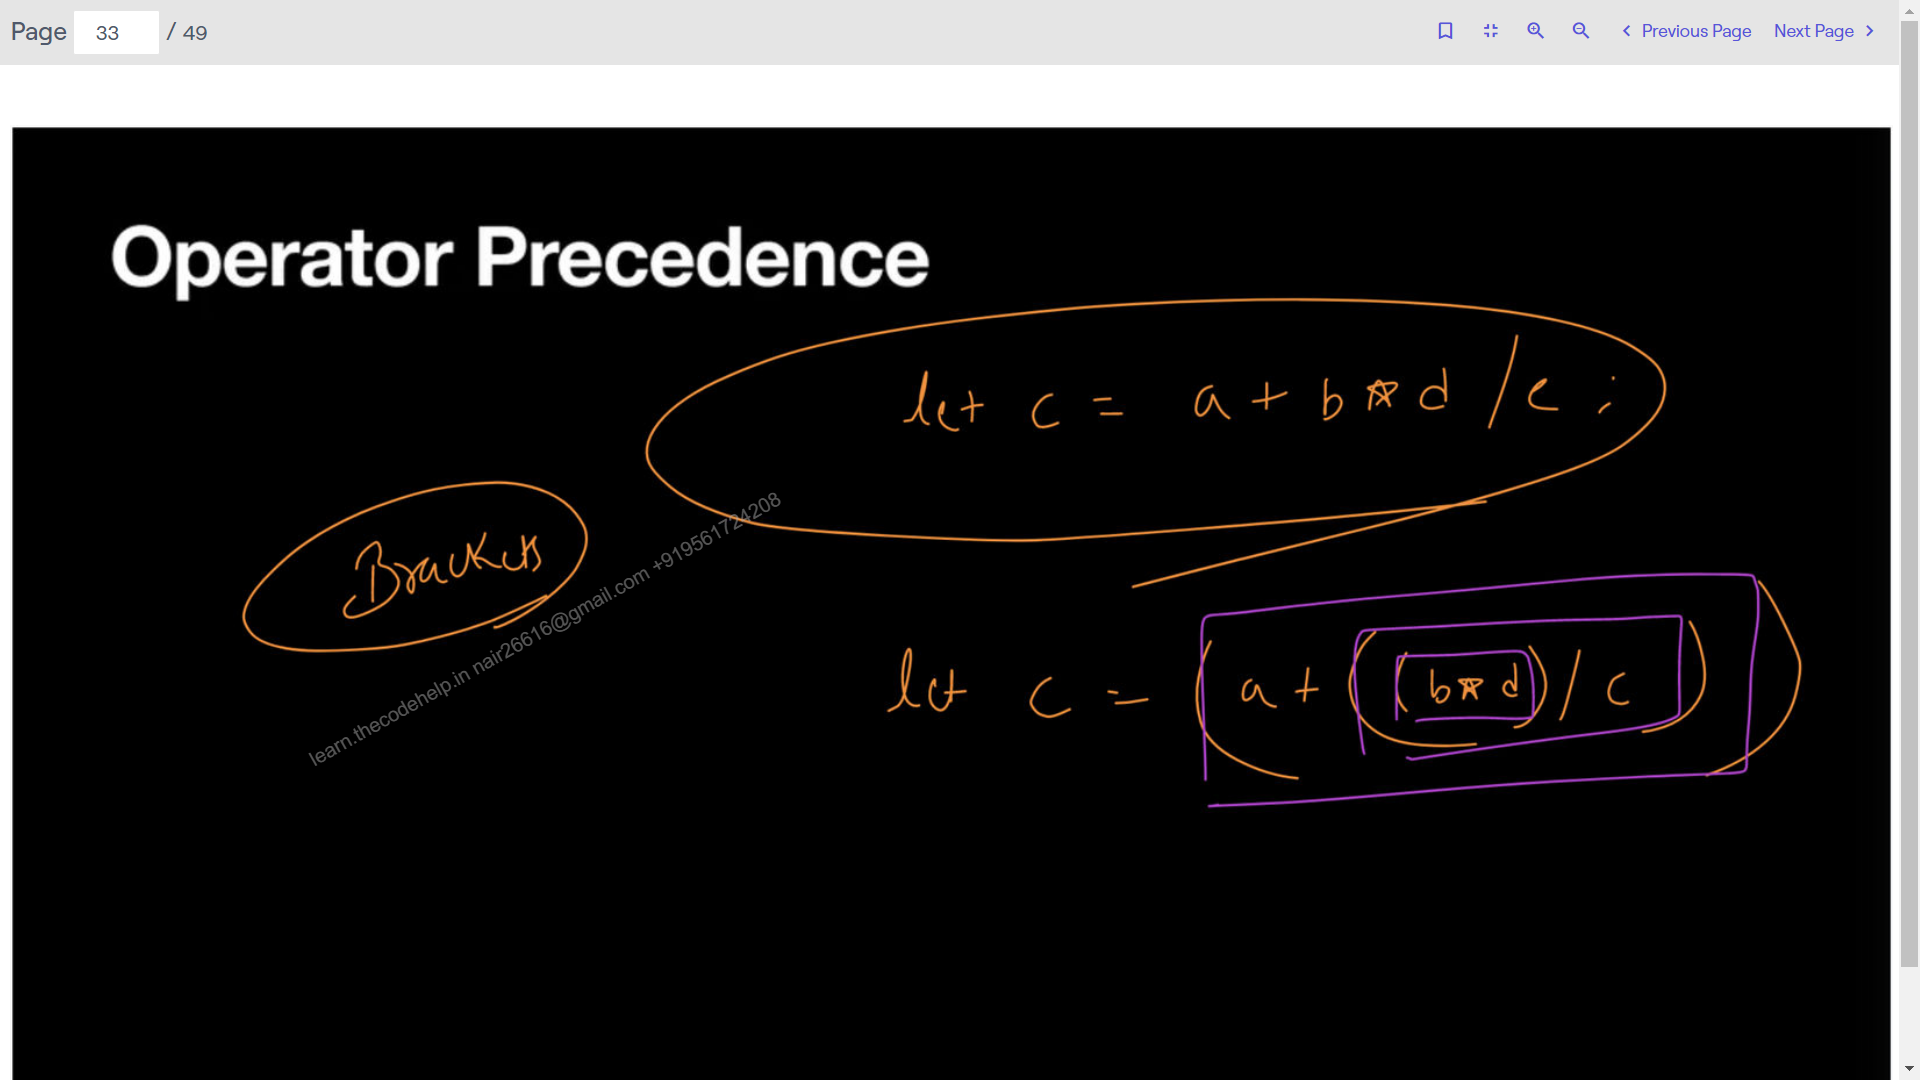 Page 33 / 49 Previous Page Next Page
Operator Precedence
let c = a + b * d / e ;
Brackets
learn.thecodehelp.in nair26616@gmail.com +919561724208
let c = (a + ((b * d) / c))